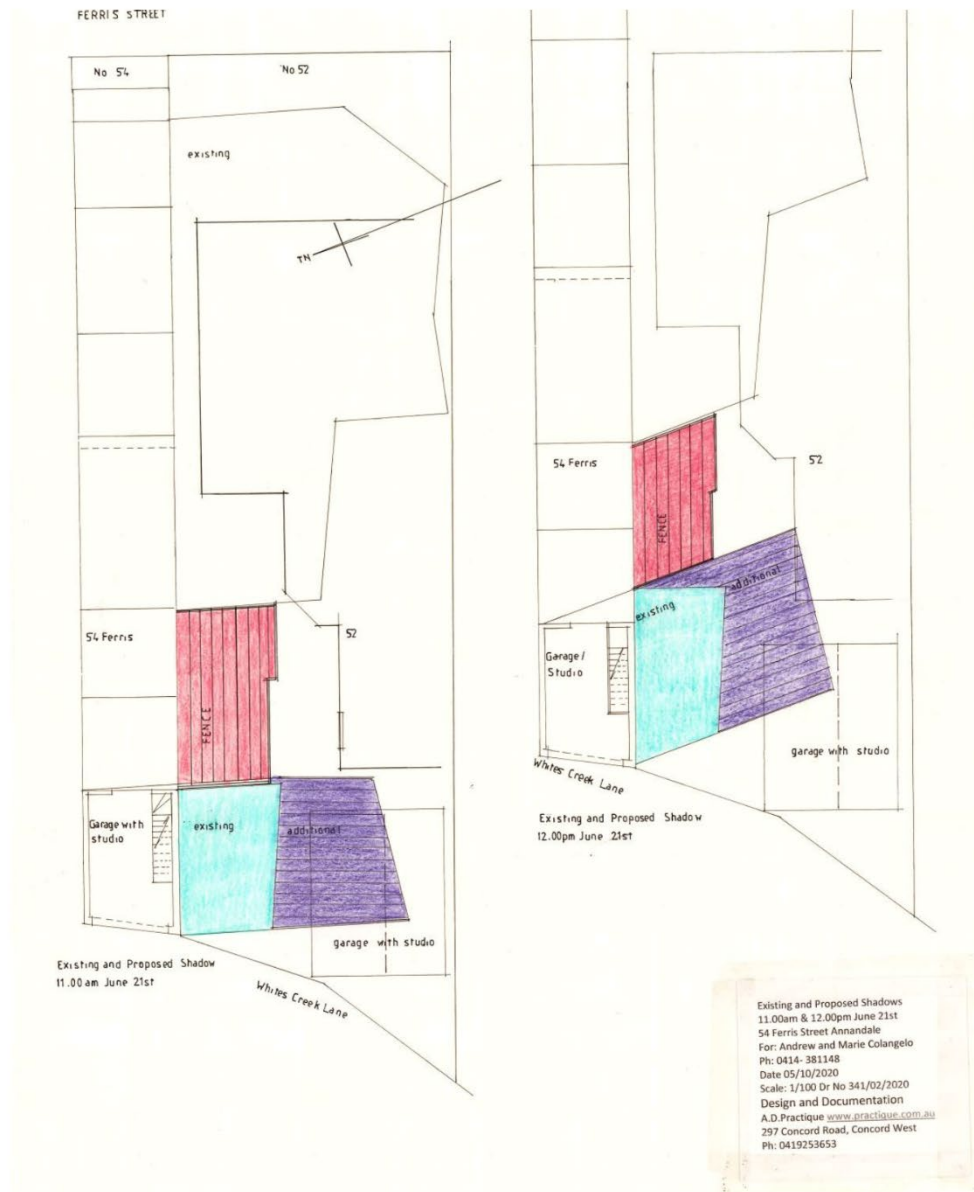 FERRIS STREET
No 54
No 52
existing
TN
54 Ferris
52
FENCE
Garage with
studio
existing
additional
garage with studio
Existing and Proposed Shadow
11.00 am June 21st
Whites Creek Lane
54 Ferris
52
FENCE
additional
existing
Garage/
Studio
garage with studio
Whites Creek Lane
Existing and Proposed Shadow
12.00pm June 21st
Existing and Proposed Shadows
11.00am & 12.00pm June 21st
54 Ferris Street Annandale
For: Andrew and Marie Colangelo
Ph: 0414- 381148
Date 05/10/2020
Scale: 1/100 Dr No 341/02/2020
Design and Documentation
A.D.Practique www.practique.com.au
297 Concord Road, Concord West
Ph: 0419253653